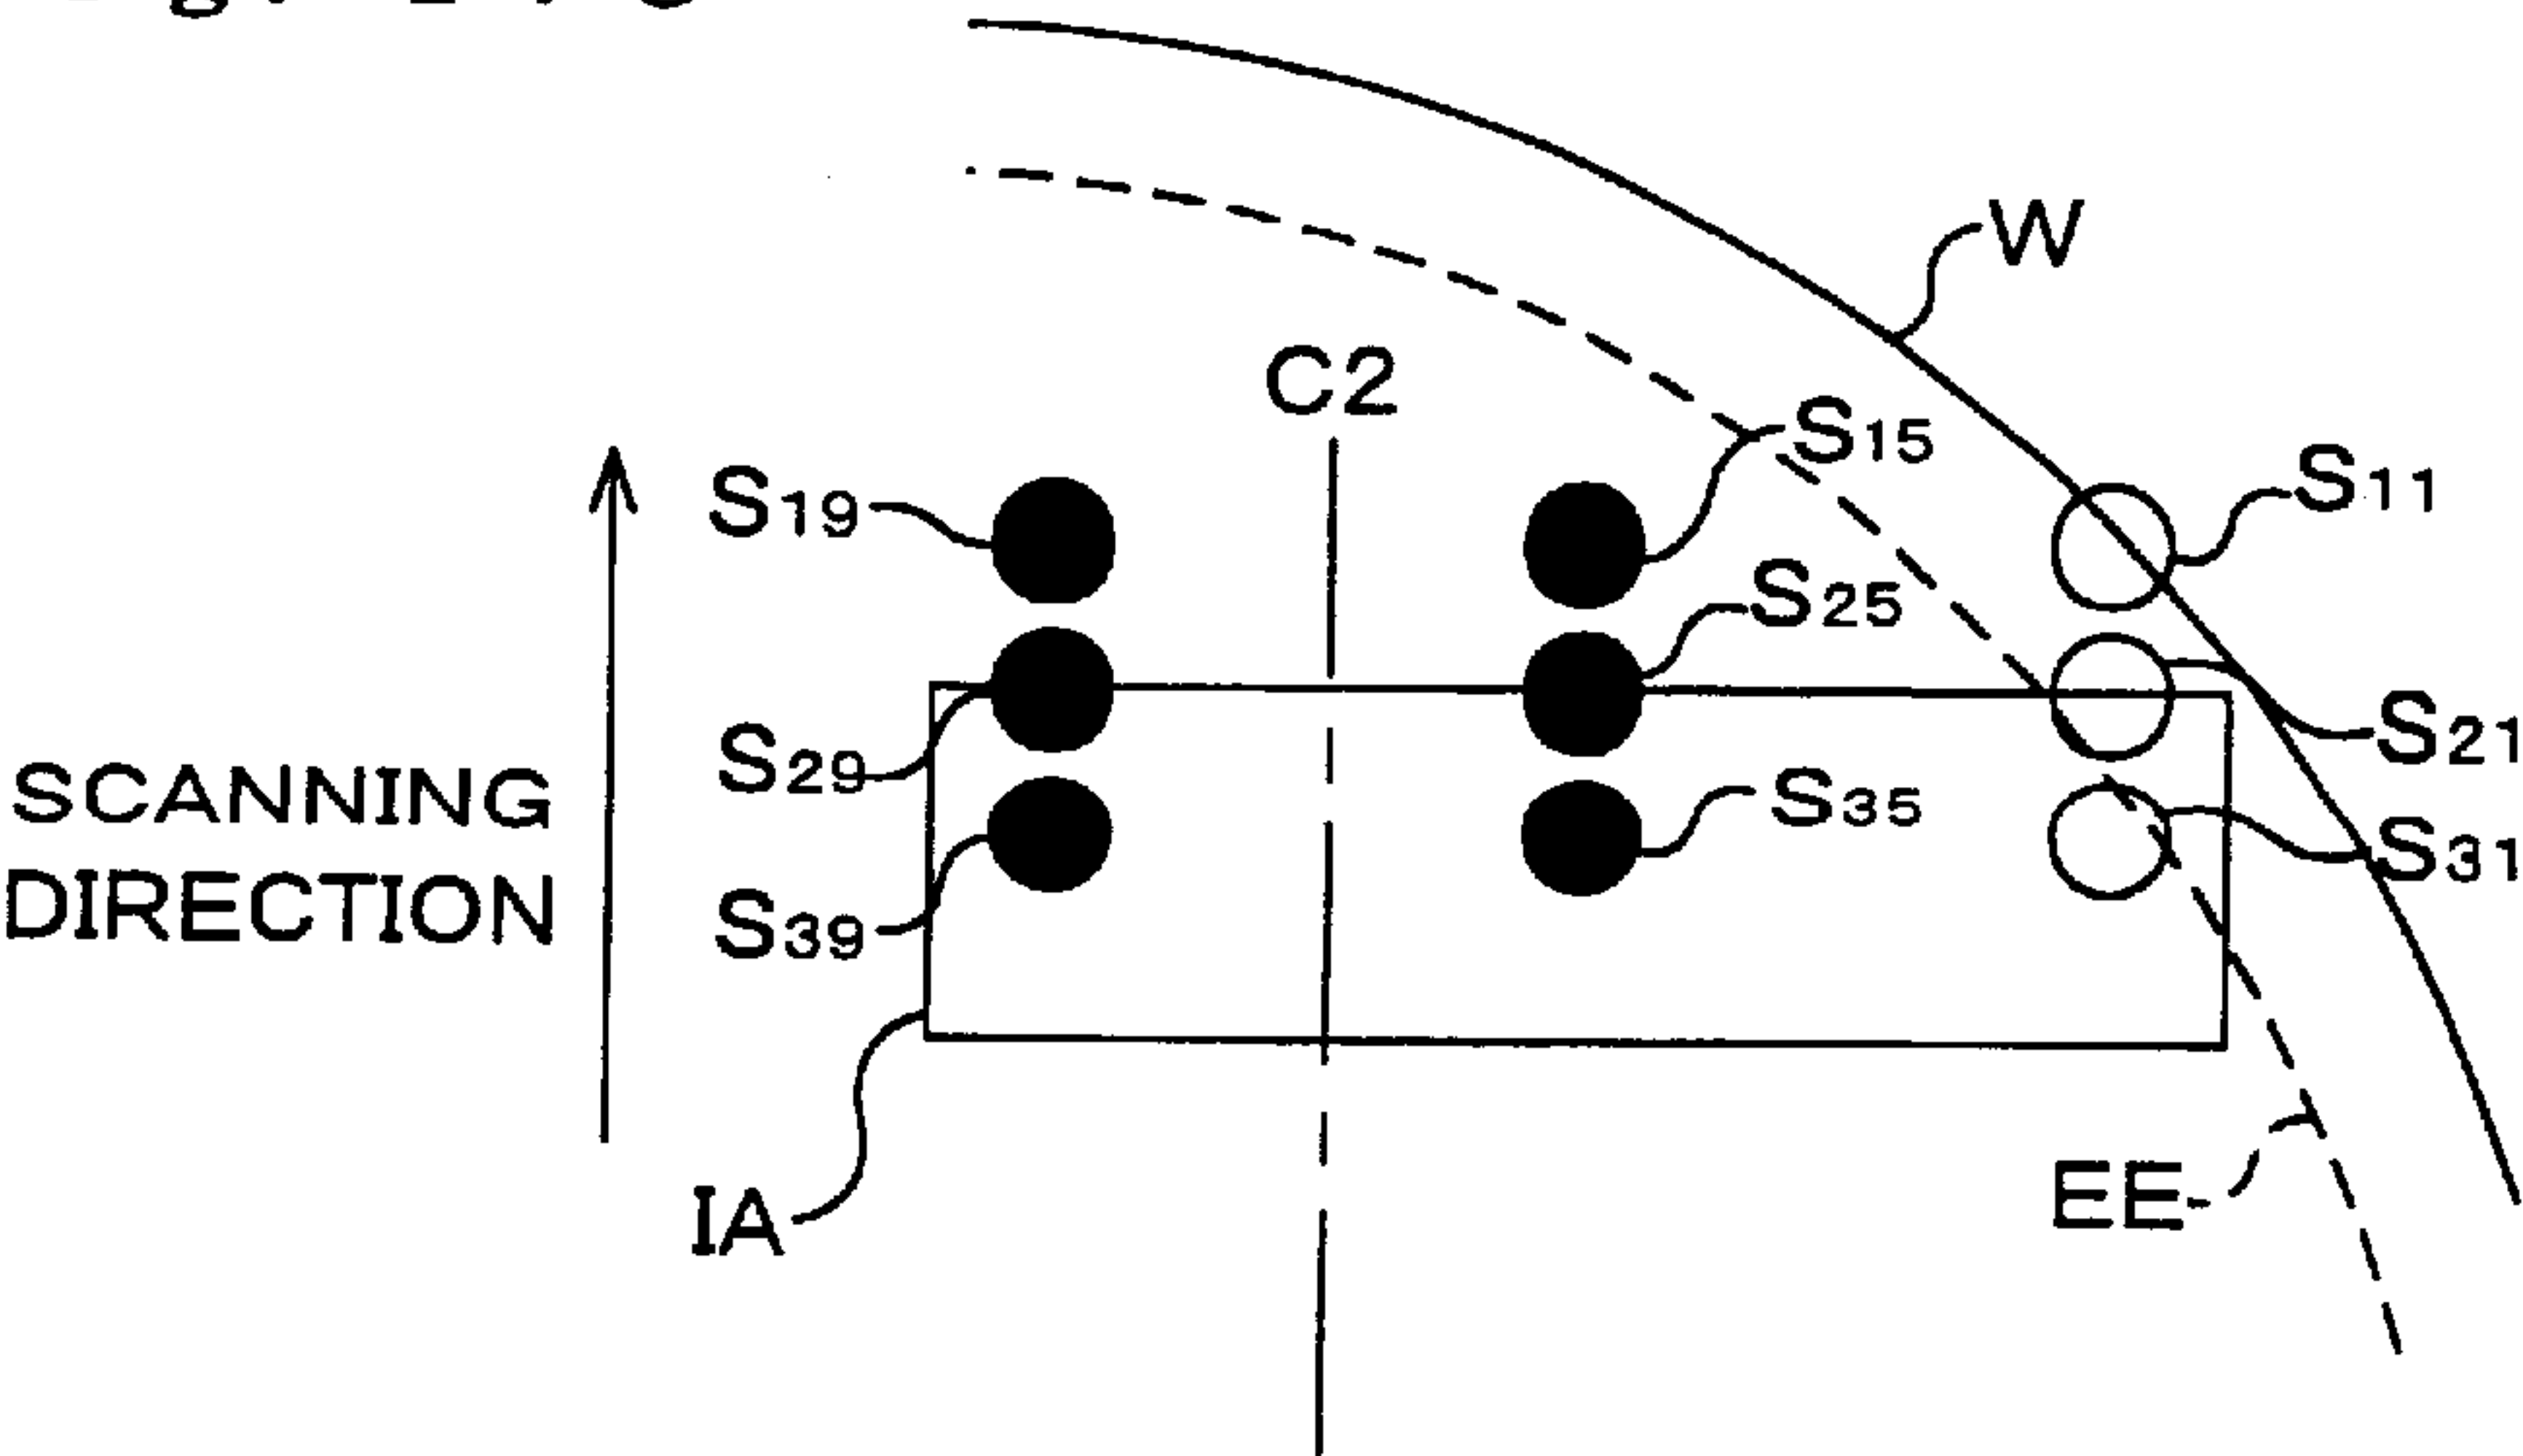 W
C2
S15
S11
S19
S25
S29
S21
SCANNING
DIRECTION
S35
S31
S39
IA
EE